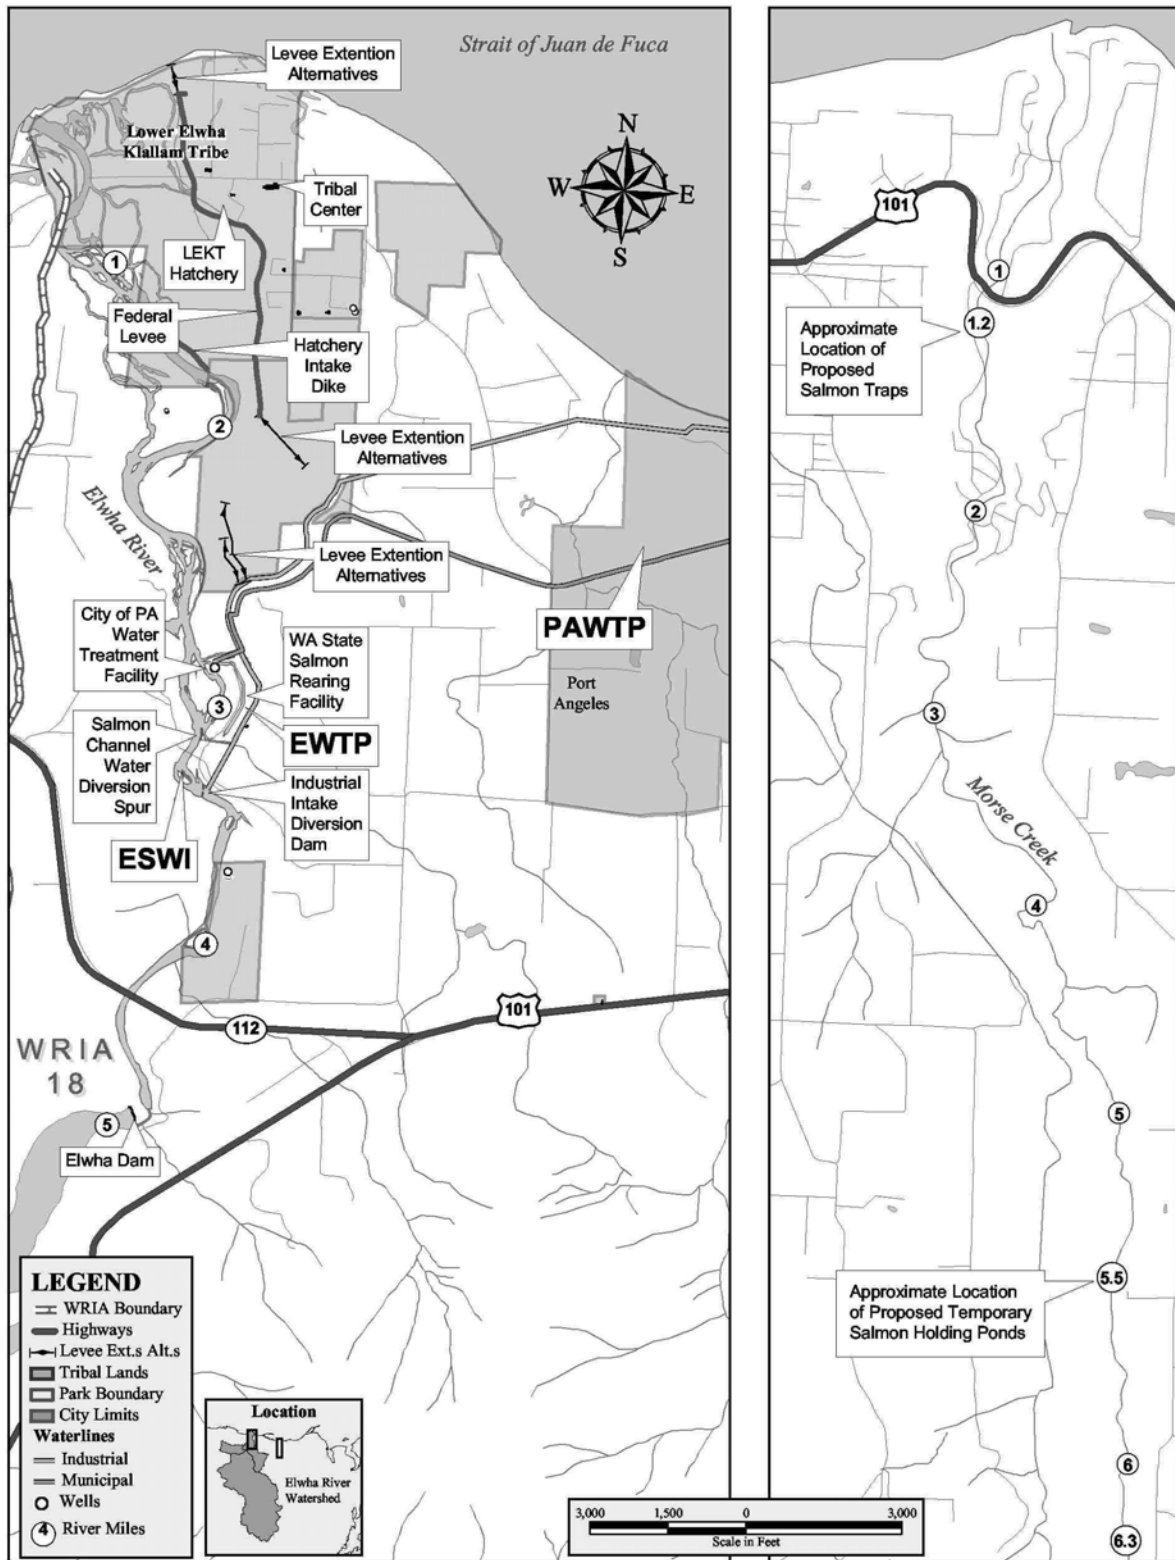 Strait of Juan de Fuca
Levee Extention
Alternatives
Lower Elwha
Klallam Tribe
N
W
E
S
Tribal
Center
LEKT
Hatchery
1
Federal
Levee
Hatchery
Intake
Dike
2
Levee Extention
Alternatives
Elwha River
Levee Extention
Alternatives
City of PA
Water
Treatment
Facility
WA State
Salmon
Rearing
Facility
PAWTP
Port
Angeles
3
Salmon
Channel
Water
Diversion
Spur
EWTP
Industrial
Intake
Diversion
Dam
ESWI
4
101
112
WRIA
18
5
Elwha Dam
LEGEND
WRIA Boundary
Highways
Levee Ext.s Alt.s
Tribal Lands
Park Boundary
City Limits
Waterlines
Industrial
Municipal
Wells
4 River Miles
Location
Elwha River
Watershed
3,000 1,500 0 3,000
Scale in Feet
101
1
1.2
Approximate
Location of
Proposed
Salmon Traps
2
3
Morse Creek
4
5
5.5
Approximate Location
of Proposed Temporary
Salmon Holding Ponds
6
6.3